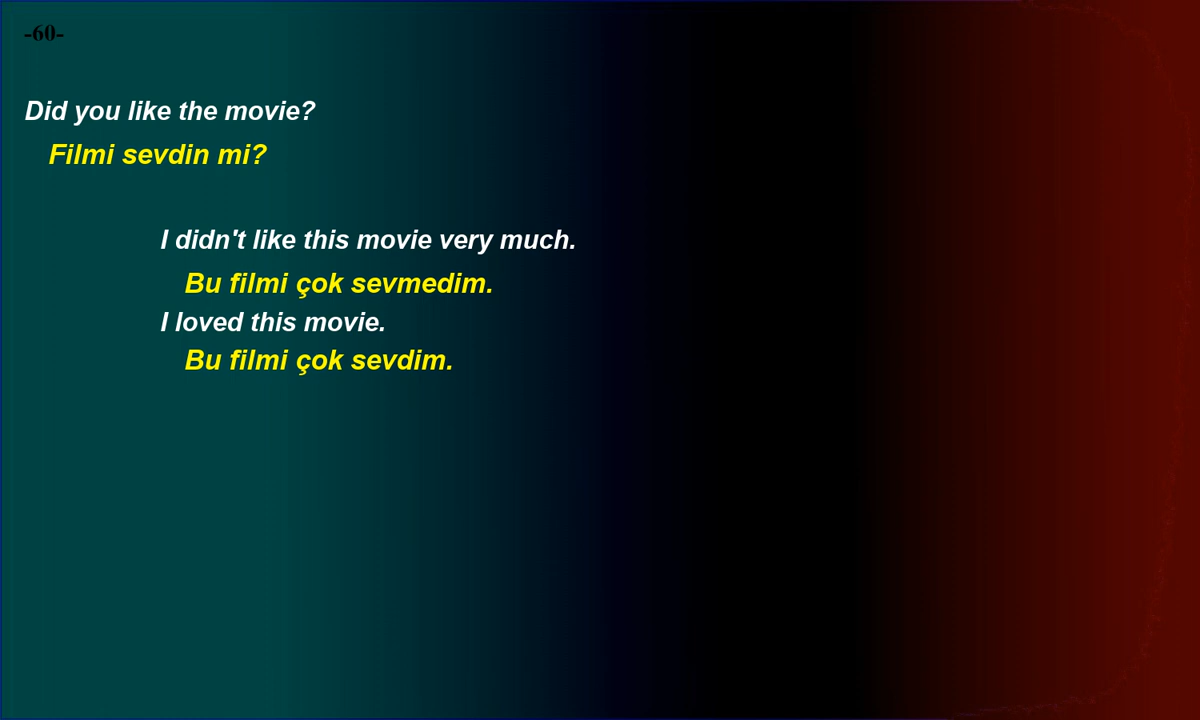 -60-
Did you like the movie?
Filmi sevdin mi?
I didn't like this movie very much.
Bu filmi çok sevmedim.
I loved this movie.
Bu filmi çok sevdim.